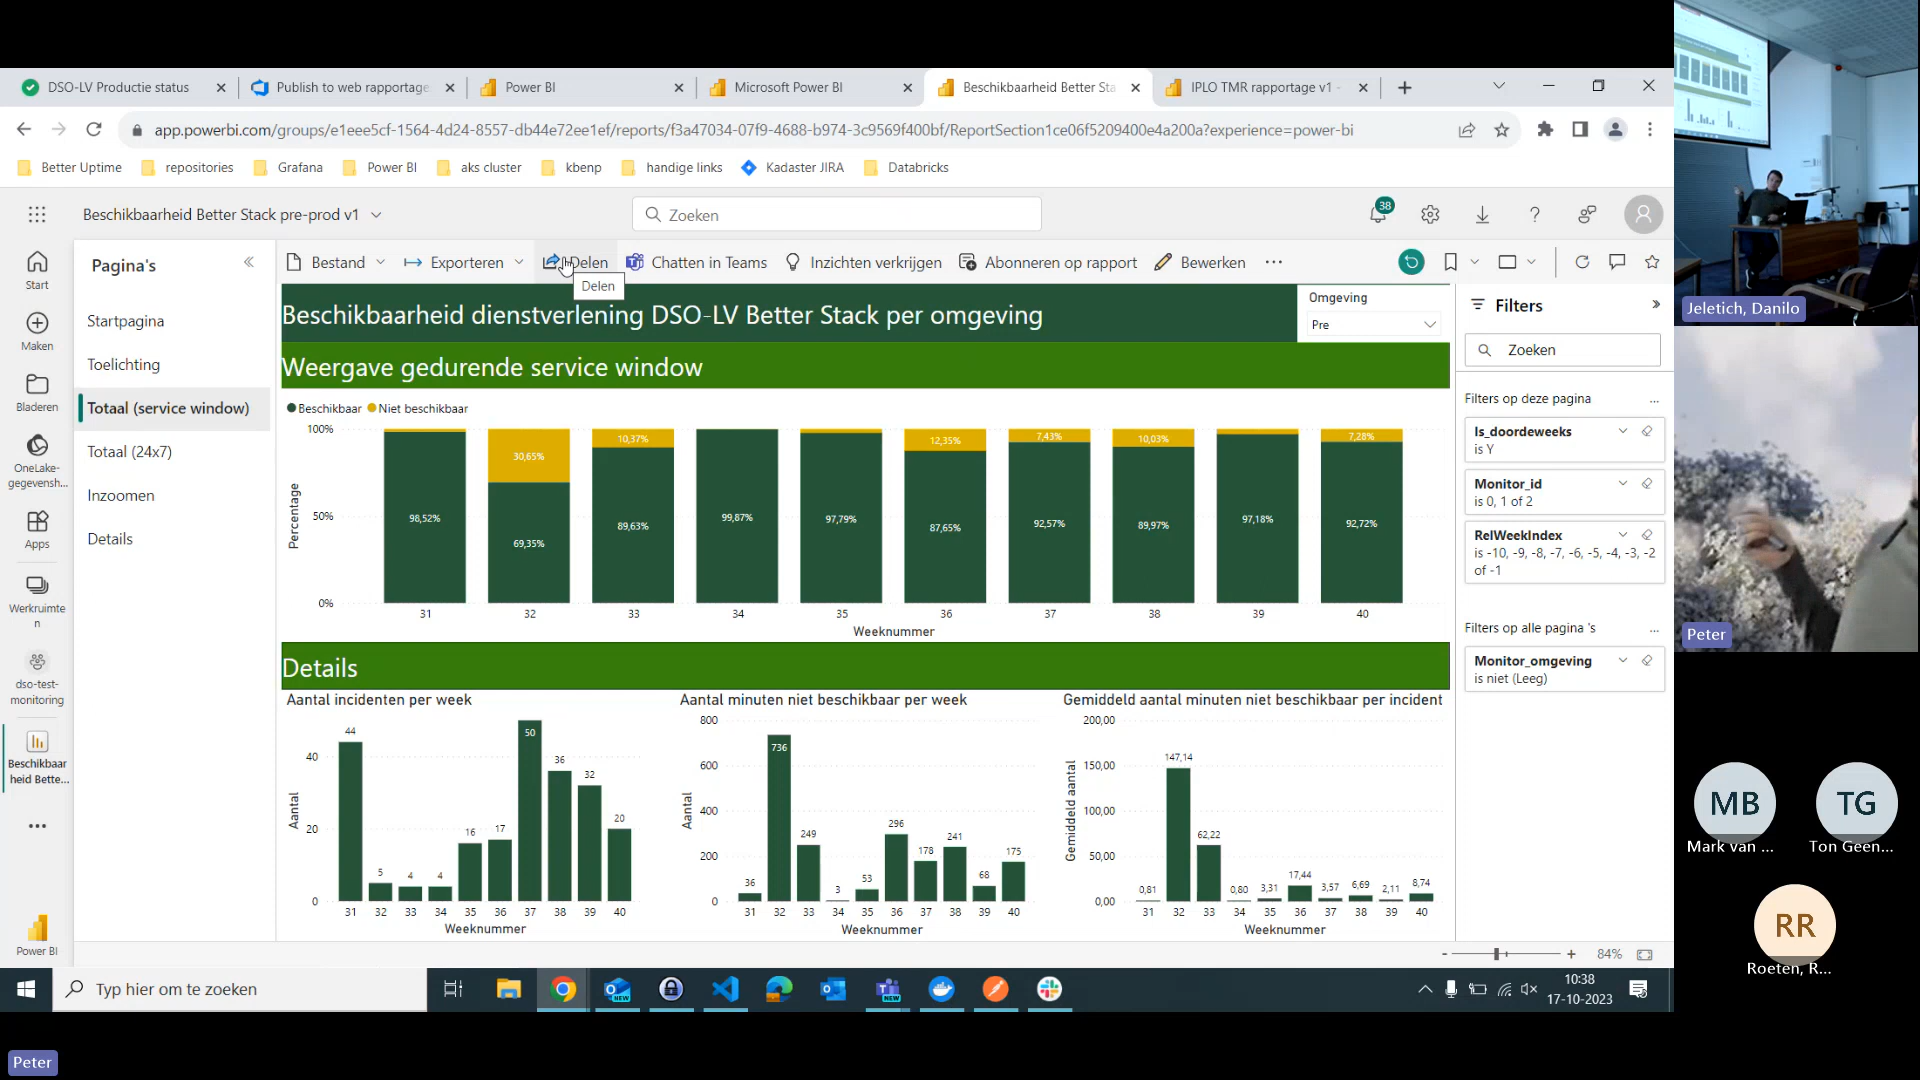 DSO-LV Productie status
Publish to web rapportage
Power BI
Microsoft Power BI
Beschikbaarheid Better Sta
IPLO TMR rapportage v1 -
app.powerbi.com/groups/e1eee5cf-1564-4d24-8557-db44e72ee1ef/reports/f3a47034-07f9-4688-b974-3c9569f400bf/ReportSection1ce06f5209400e4a200a?experience=power-bi
Better Uptime
repositories
Grafana
Power BI
aks cluster
kbenp
handige links
Kadaster JIRA
Databricks
Beschikbaarheid Better Stack pre-prod v1
Zoeken
38
Start
Maken
Bladeren
OneLake-
gegevensh...
Apps
Werkruimte
n
dso-test-
monitoring
Beschikbaar
heid Bette...
Power BI
Pagina's
Startpagina
Toelichting
Totaal (service window)
Totaal (24x7)
Inzoomen
Details
Bestand
Exporteren
Delen
Chatten in Teams
Inzichten verkrijgen
Abonneren op rapport
Bewerken
Delen
Beschikbaarheid dienstverlening DSO-LV Better Stack per omgeving
Omgeving
Pre
Weergave gedurende service window
Beschikbaar Niet beschikbaar
100%
50%
0%
Percentage
98,52%
30,65%
69,35%
10,37%
89,63%
99,87%
97,79%
12,35%
87,65%
7,43%
92,57%
10,03%
89,97%
97,18%
7,28%
92,72%
31 32 33 34 35 36 37 38 39 40
Weeknummer
Details
Aantal incidenten per week
Aantal
40
20
0
44 5 4 4 16 17 50 36 32 20
31 32 33 34 35 36 37 38 39 40
Weeknummer
Aantal minuten niet beschikbaar per week
Aantal
800
600
400
200
0
36 736 249 3 53 296 178 241 68 175
31 32 33 34 35 36 37 38 39 40
Weeknummer
Gemiddeld aantal minuten niet beschikbaar per incident
Gemiddeld aantal
200,00
150,00
100,00
50,00
0,00
0,81 147,14 62,22 0,80 3,31 17,44 3,57 6,69 2,11 8,74
31 32 33 34 35 36 37 38 39 40
Weeknummer
Filters
Zoeken
Filters op deze pagina
Is_doordeweeks
is Y
Monitor_id
is 0, 1 of 2
RelWeekIndex
is -10, -9, -8, -7, -6, -5, -4, -3, -2
of -1
Filters op alle pagina 's
Monitor_omgeving
is niet (Leeg)
84%
Typ hier om te zoeken
NEW
NEW
10:38
17-10-2023
Jeletich, Danilo
Peter
MB
Mark van ...
TG
Ton Geen...
RR
Roeten, R...
Peter